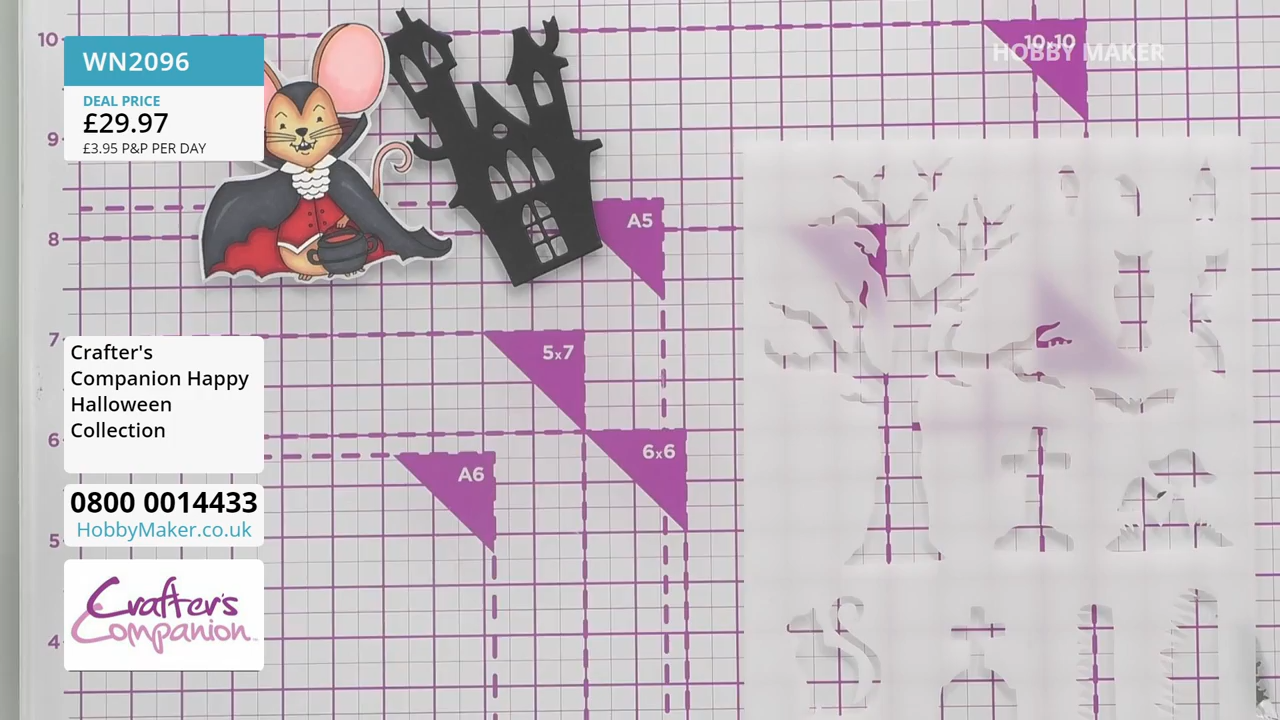 WN2096
DEAL PRICE
£29.97
£3.95 P&P PER DAY
Crafter's
Companion Happy
Halloween
Collection
0800 0014433
HobbyMaker.co.uk
Crafter's
Companion
HOBBY MAKER
10x10
A5
5x7
6x6
A6
10
9
8
7
6
5
4